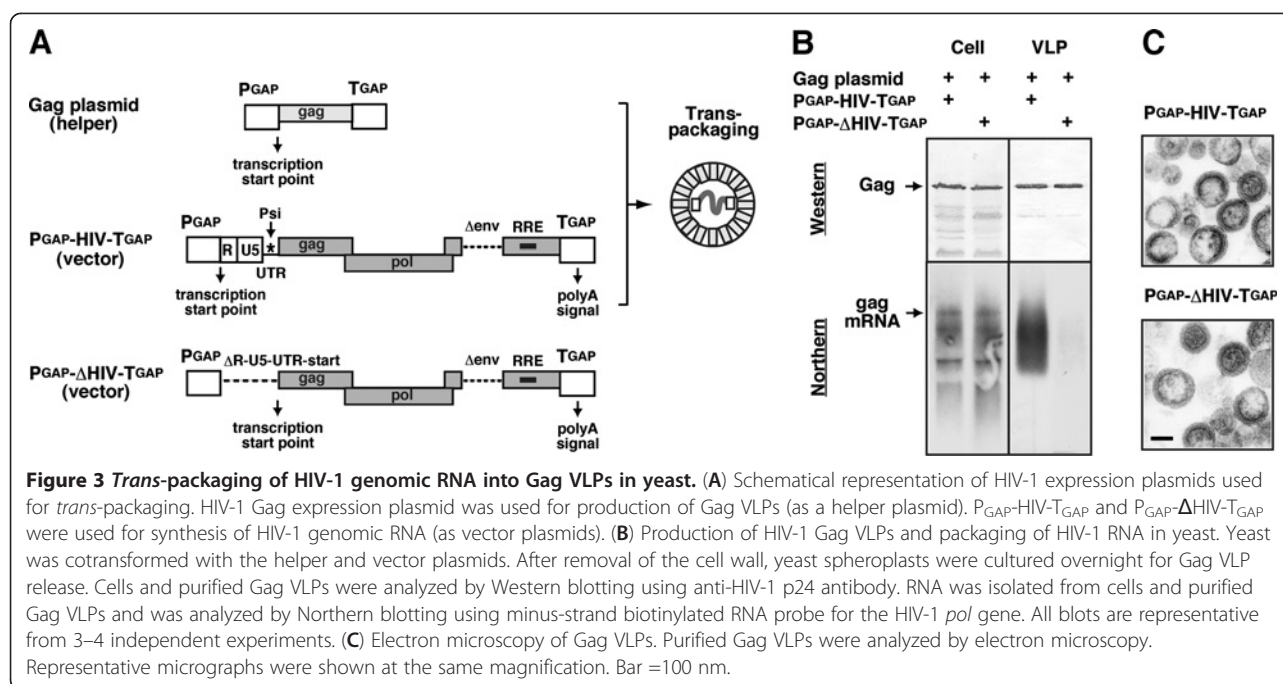 A
Gag plasmid
(helper)
PGAP
TGAP
gag
transcription
start point
PGAP-HIV-TGAP
(vector)
PGAP
Psi
*
R U5
UTR
gag
pol
Δenv
RRE
TGAP
transcription
start point
polyA
signal
PGAP-ΔHIV-TGAP
(vector)
PGAP
ΔR-U5-UTR-start
gag
pol
Δenv
RRE
TGAP
transcription
start point
polyA
signal
Trans-
packaging
B
Cell VLP
Gag plasmid + + + +
PGAP-HIV-TGAP + +
PGAP-ΔHIV-TGAP + +
Western
Gag
Northern
gag
mRNA
C
PGAP-HIV-TGAP
PGAP-ΔHIV-TGAP
Figure 3 Trans-packaging of HIV-1 genomic RNA into Gag VLPs in yeast. (A) Schematical representation of HIV-1 expression plasmids used
for trans-packaging. HIV-1 Gag expression plasmid was used for production of Gag VLPs (as a helper plasmid). PGAP-HIV-TGAP and PGAP-ΔHIV-TGAP
were used for synthesis of HIV-1 genomic RNA (as vector plasmids). (B) Production of HIV-1 Gag VLPs and packaging of HIV-1 RNA in yeast. Yeast
was cotransformed with the helper and vector plasmids. After removal of the cell wall, yeast spheroplasts were cultured overnight for Gag VLP
release. Cells and purified Gag VLPs were analyzed by Western blotting using anti-HIV-1 p24 antibody. RNA was isolated from cells and purified
Gag VLPs and was analyzed by Northern blotting using minus-strand biotinylated RNA probe for the HIV-1 pol gene. All blots are representative
from 3–4 independent experiments. (C) Electron microscopy of Gag VLPs. Purified Gag VLPs were analyzed by electron microscopy.
Representative micrographs were shown at the same magnification. Bar =100 nm.